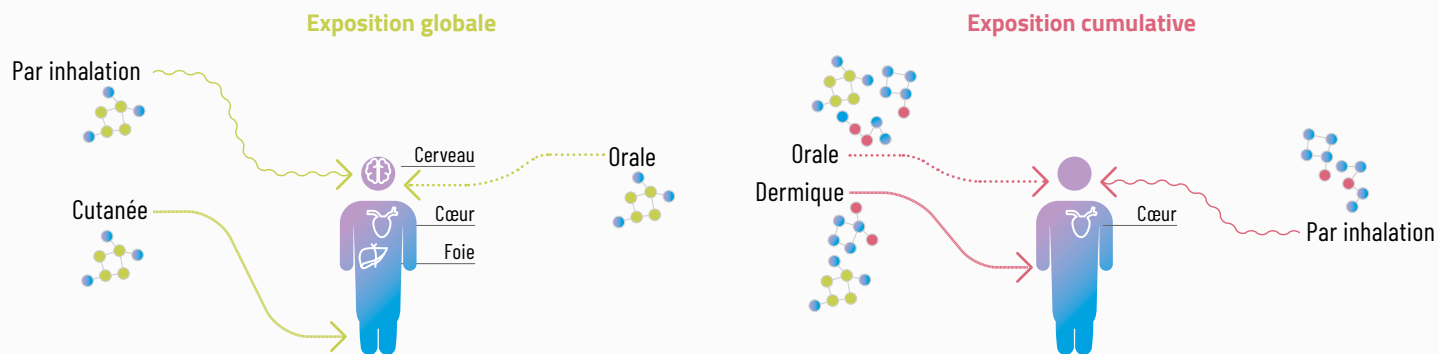 Exposition globale
Par inhalation
Cerveau
Orale
Cutanée
Cœur
Foie
Exposition cumulative
Orale
Dermique
Cœur
Par inhalation